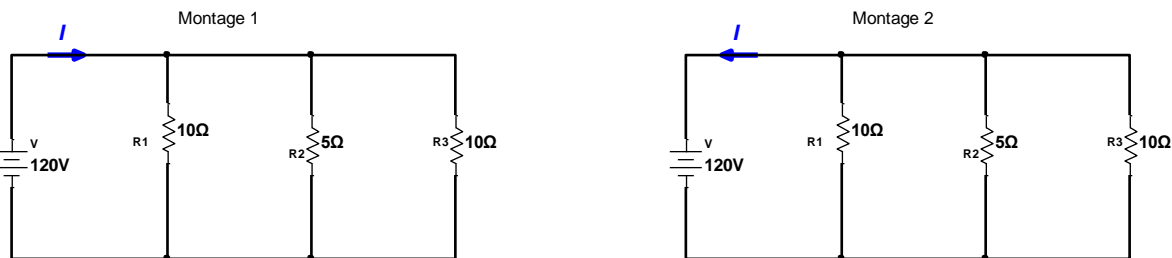 Montage 1
I
V
120V
R1
10Ω
R2
5Ω
R3
10Ω
Montage 2
I
V
120V
R1
10Ω
R2
5Ω
R3
10Ω